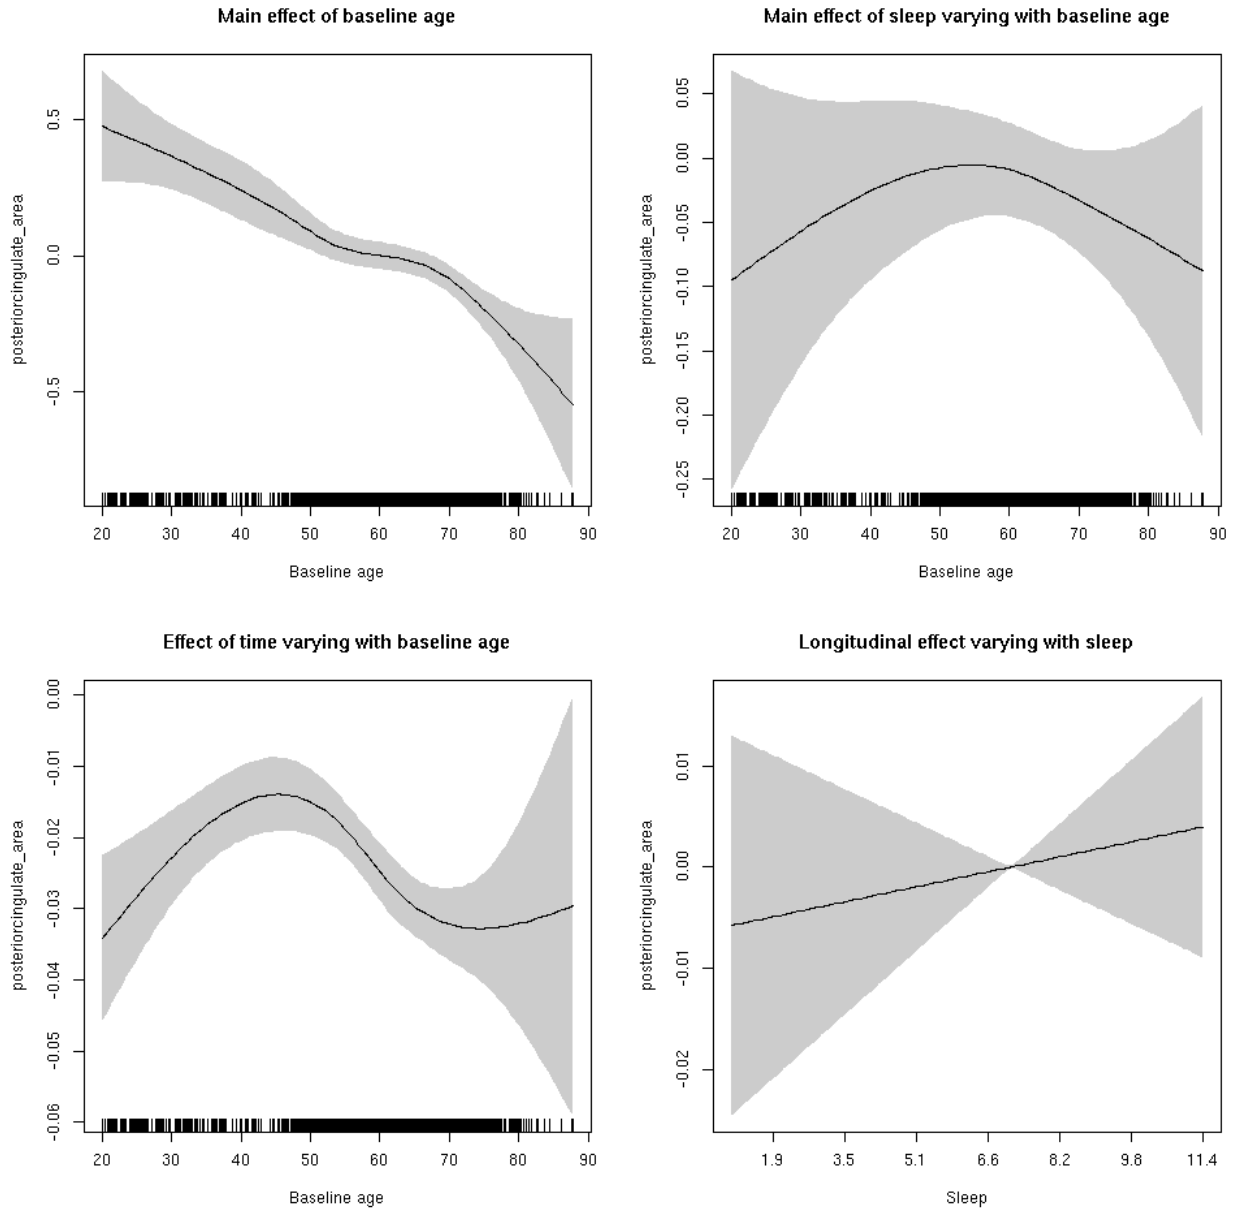 Main effect of baseline age
posteriorcingulate_area
0.5
0.0
-0.5
20 30 40 50 60 70 80 90
Baseline age
Main effect of sleep varying with baseline age
posteriorcingulate_area
0.05
0.00
-0.05
-0.10
-0.15
-0.20
-0.25
20 30 40 50 60 70 80 90
Baseline age
Effect of time varying with baseline age
posteriorcingulate_area
0.00
-0.01
-0.02
-0.03
-0.04
-0.05
-0.06
20 30 40 50 60 70 80 90
Baseline age
Longitudinal effect varying with sleep
posteriorcingulate_area
0.01
0.00
-0.01
-0.02
1.9 3.5 5.1 6.6 8.2 9.8 11.4
Sleep